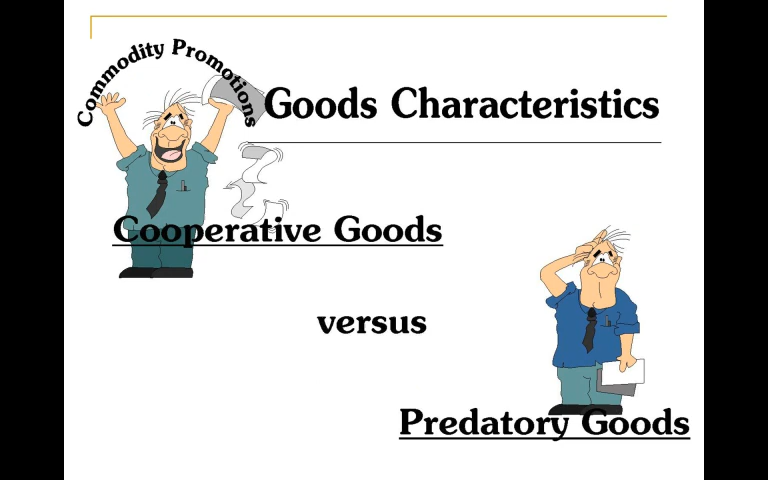 Commodity Promotions
Goods Characteristics
Cooperative Goods
versus
Predatory Goods